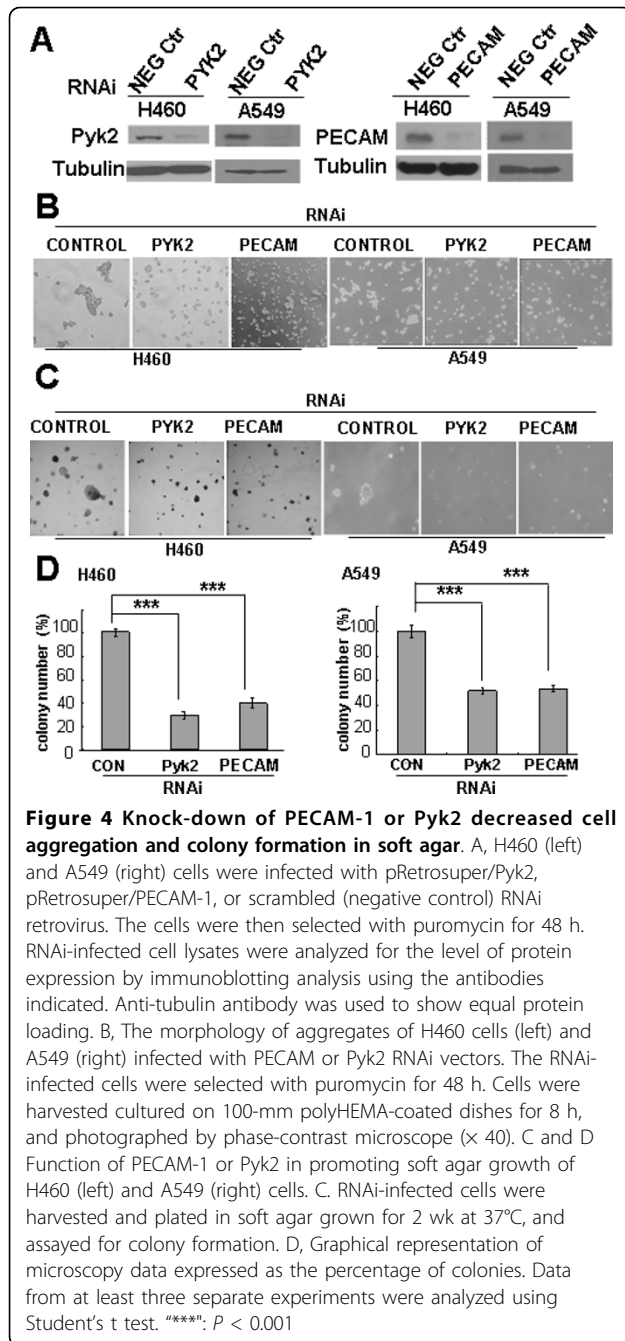 A
RNAi
NEG Ctr PYK2 NEG Ctr PYK2 NEG Ctr PECAM NEG Ctr PECAM
H460 A549 H460 A549
Pyk2 PECAM
Tubulin Tubulin
B
RNAi
CONTROL PYK2 PECAM CONTROL PYK2 PECAM
H460 A549
C
RNAi
CONTROL PYK2 PECAM CONTROL PYK2 PECAM
H460 A549
D
H460
colony number (%)
100
80
60
40
20
0
*** ***
CON Pyk2 PECAM
RNAi
A549
colony number (%)
100
80
60
40
20
0
*** ***
CON Pyk2 PECAM
RNAi
Figure 4 Knock-down of PECAM-1 or Pyk2 decreased cell
aggregation and colony formation in soft agar. A, H460 (left)
and A549 (right) cells were infected with pRetrosuper/Pyk2,
pRetrosuper/PECAM-1, or scrambled (negative control) RNAi
retrovirus. The cells were then selected with puromycin for 48 h.
RNAi-infected cell lysates were analyzed for the level of protein
expression by immunoblotting analysis using the antibodies
indicated. Anti-tubulin antibody was used to show equal protein
loading. B, The morphology of aggregates of H460 cells (left) and
A549 (right) infected with PECAM or Pyk2 RNAi vectors. The RNAi-
infected cells were selected with puromycin for 48 h. Cells were
harvested cultured on 100-mm polyHEMA-coated dishes for 8 h,
and photographed by phase-contrast microscope (× 40). C and D
Function of PECAM-1 or Pyk2 in promoting soft agar growth of
H460 (left) and A549 (right) cells. C. RNAi-infected cells were
harvested and plated in soft agar grown for 2 wk at 37°C, and
assayed for colony formation. D, Graphical representation of
microscopy data expressed as the percentage of colonies. Data
from at least three separate experiments were analyzed using
Student's t test. "***": P < 0.001